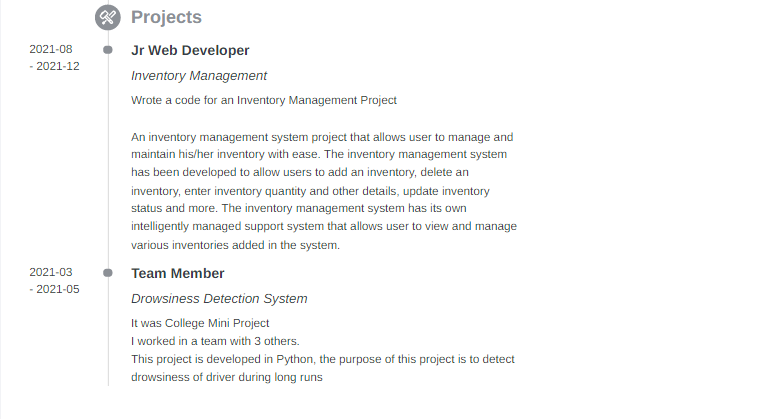 Projects
2021-08
- 2021-12
Jr Web Developer
Inventory Management
Wrote a code for an Inventory Management Project
An inventory management system project that allows user to manage and
maintain his/her inventory with ease. The inventory management system
has been developed to allow users to add an inventory, delete an
inventory, enter inventory quantity and other details, update inventory
status and more. The inventory management system has its own
intelligently managed support system that allows user to view and manage
various inventories added in the system.
2021-03
- 2021-05
Team Member
Drowsiness Detection System
It was College Mini Project
I worked in a team with 3 others.
This project is developed in Python, the purpose of this project is to detect
drowsiness of driver during long runs